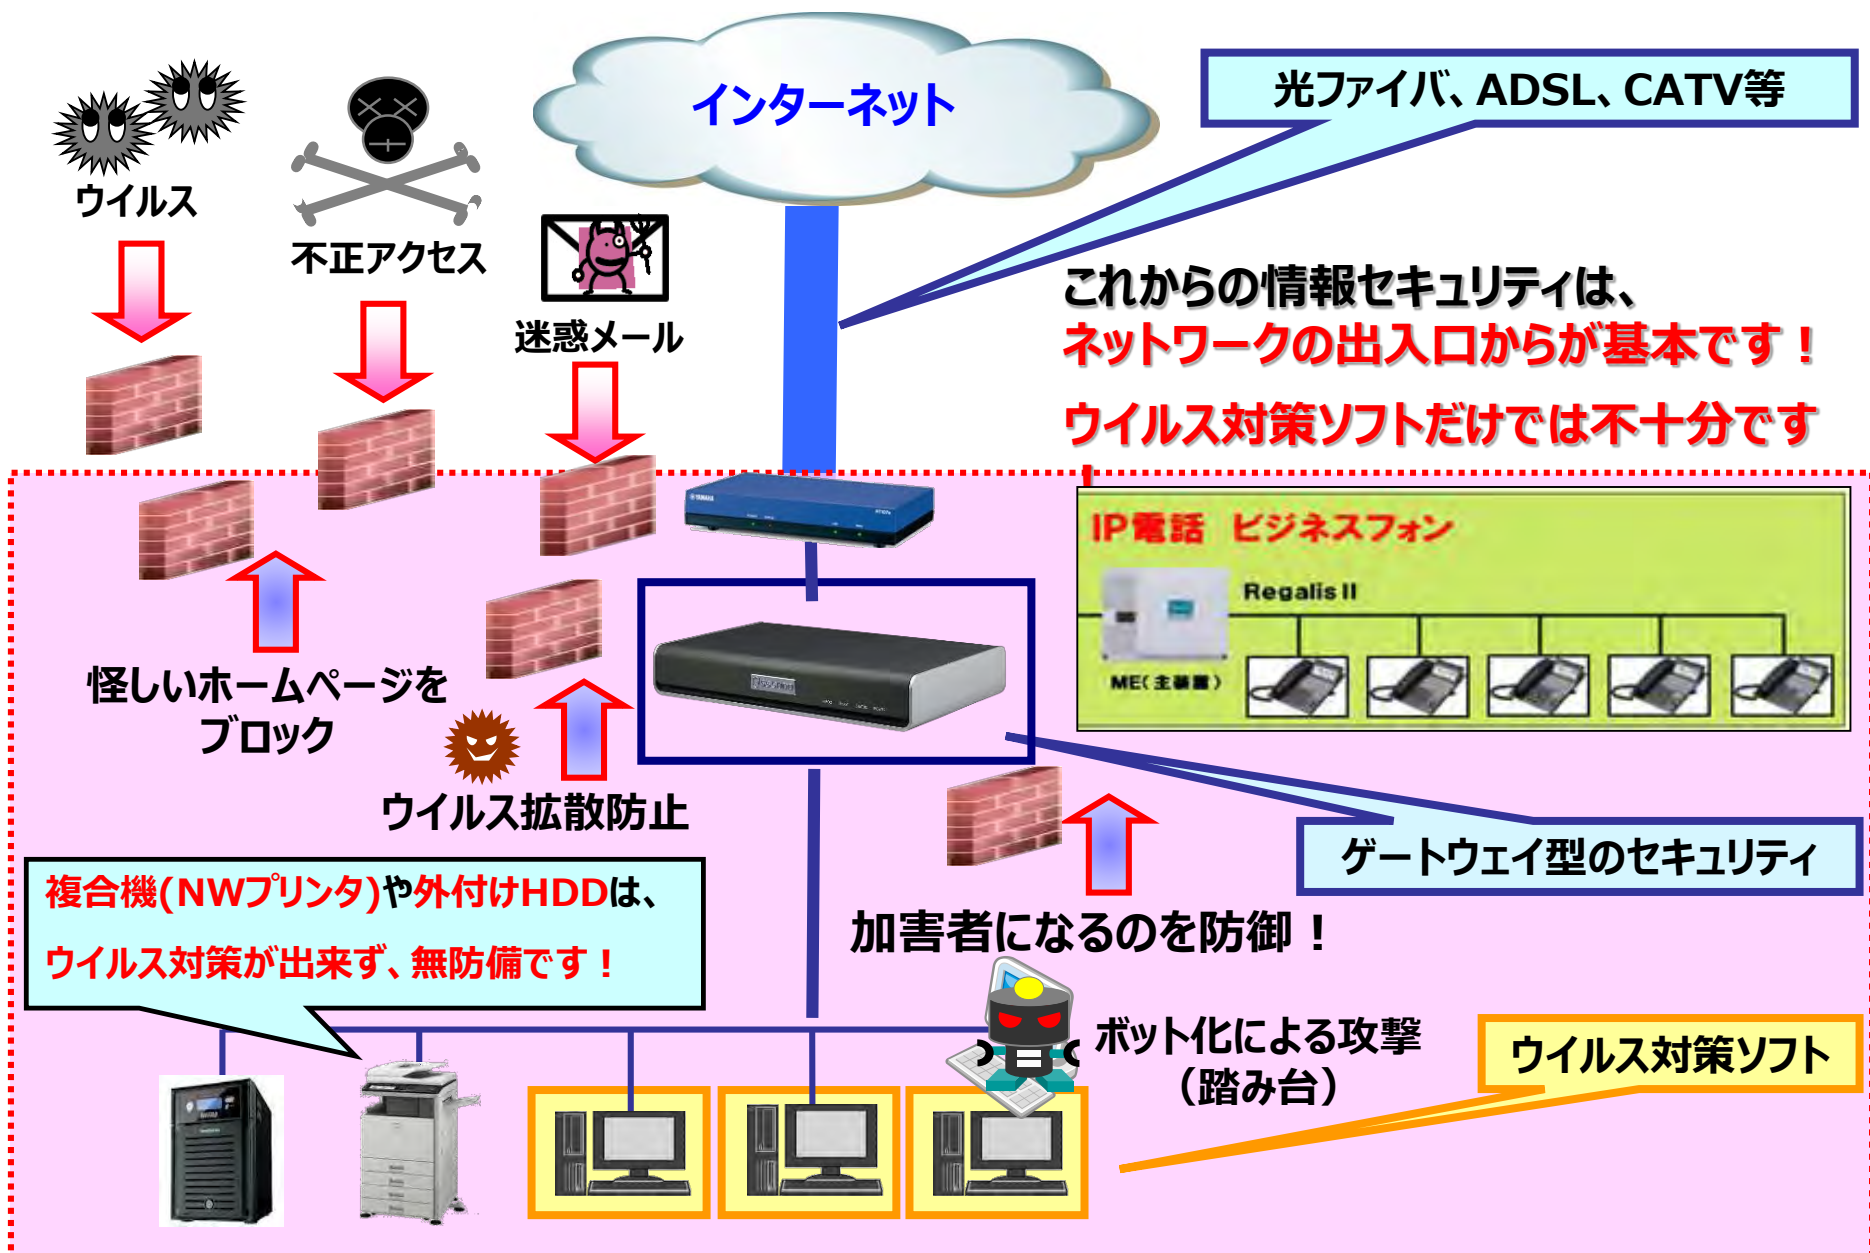 インターネット
光ファイバ、ADSL、CATV等
ウイルス
不正アクセス
迷惑メール
これからの情報セキュリティは、
ネットワークの出入口からが基本です！
ウイルス対策ソフトだけでは不十分です
！
YAMAHA
IP電話 ビジネスフォン
Regalis II
ME(主装置)
怪しいホームページを
ブロック
ウイルス拡散防止
ゲートウェイ型のセキュリティ
複合機(NWプリンタ)や外付けHDDは、
ウイルス対策が出来ず、無防備です！
加害者になるのを防御！
ボット化による攻撃
（踏み台）
ウイルス対策ソフト